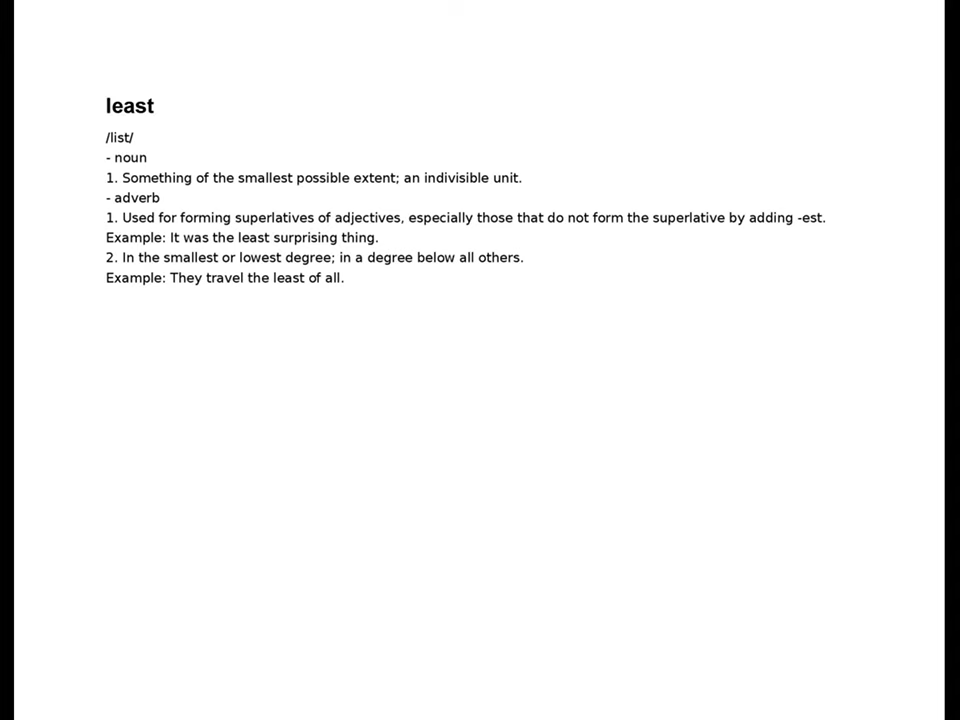 least
/list/
- noun
1. Something of the smallest possible extent; an indivisible unit.
- adverb
1. Used for forming superlatives of adjectives, especially those that do not form the superlative by adding -est.
Example: It was the least surprising thing.
2. In the smallest or lowest degree; in a degree below all others.
Example: They travel the least of all.